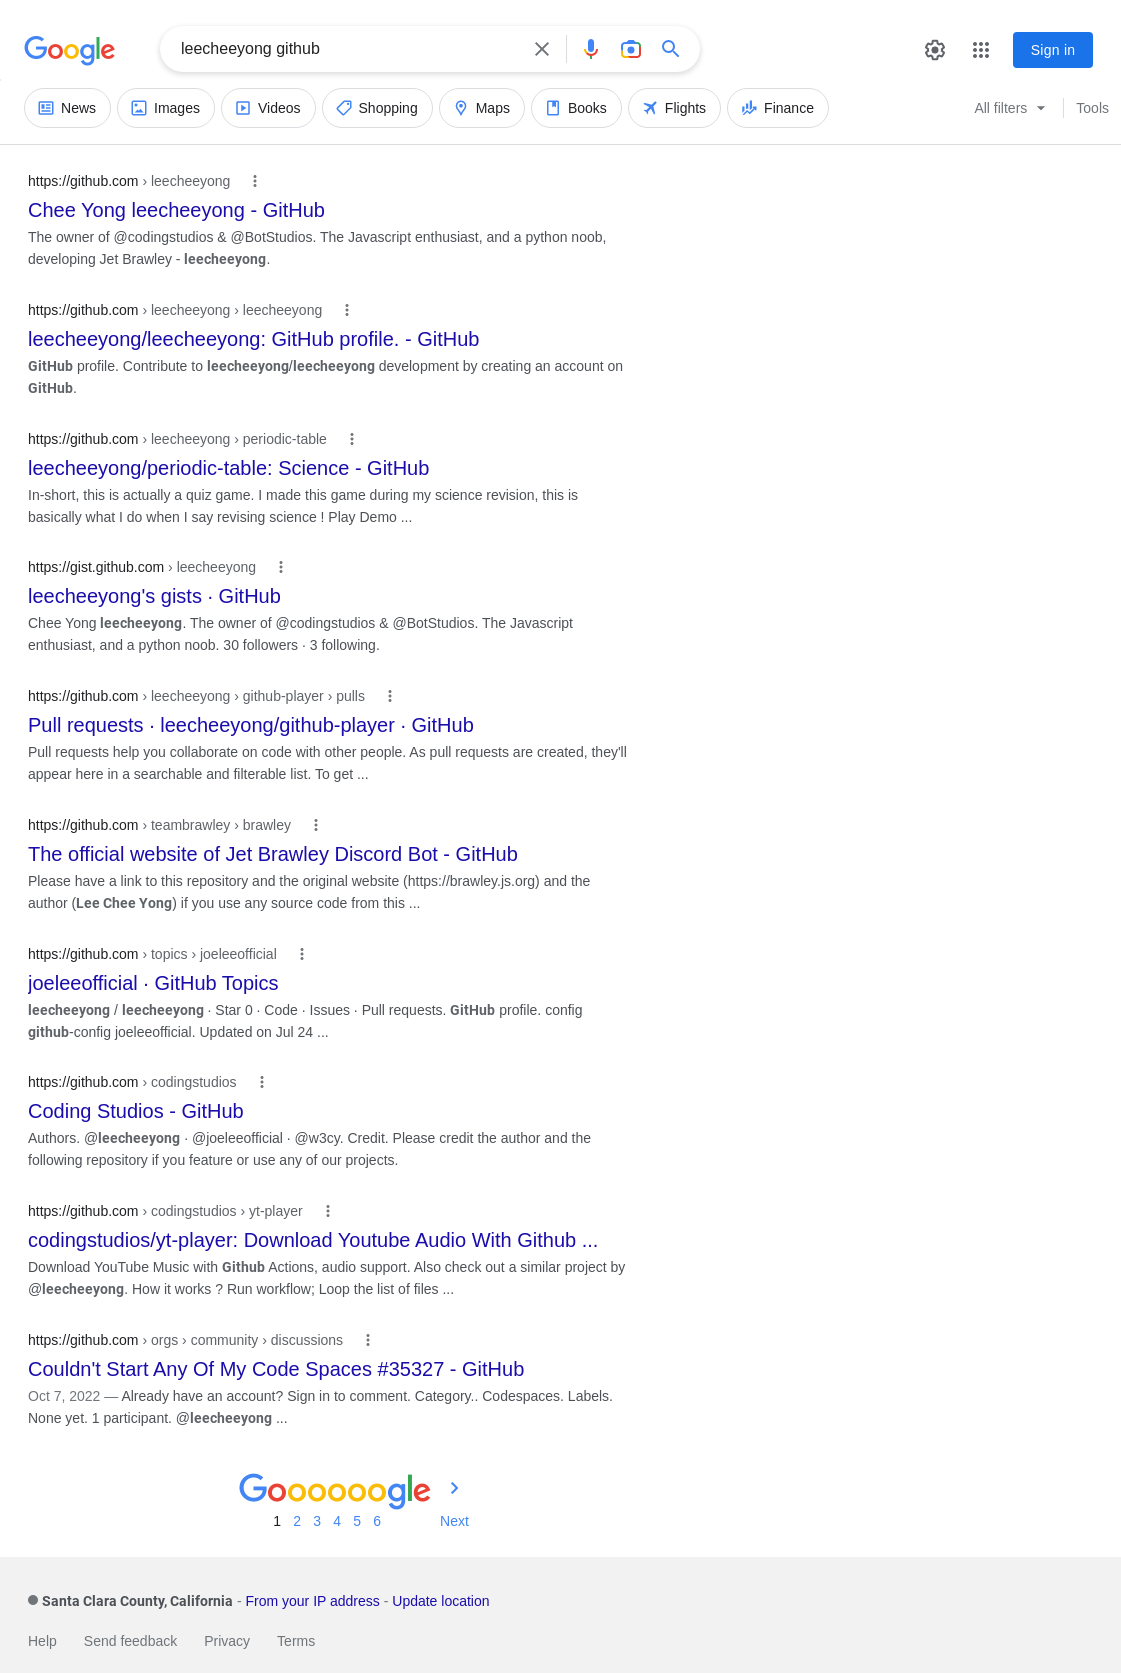 Google
leecheeyong github
Sign in
News
Images
Videos
Shopping
Maps
Books
Flights
Finance
All filters
Tools
https://github.com › leecheeyong
Chee Yong leecheeyong - GitHub
The owner of @codingstudios & @BotStudios. The Javascript enthusiast, and a python noob,
developing Jet Brawley - leecheeyong.
https://github.com › leecheeyong › leecheeyong
leecheeyong/leecheeyong: GitHub profile. - GitHub
GitHub profile. Contribute to leecheeyong/leecheeyong development by creating an account on
GitHub.
https://github.com › leecheeyong › periodic-table
leecheeyong/periodic-table: Science - GitHub
In-short, this is actually a quiz game. I made this game during my science revision, this is
basically what I do when I say revising science ! Play Demo ...
https://gist.github.com › leecheeyong
leecheeyong's gists · GitHub
Chee Yong leecheeyong. The owner of @codingstudios & @BotStudios. The Javascript
enthusiast, and a python noob. 30 followers · 3 following.
https://github.com › leecheeyong › github-player › pulls
Pull requests · leecheeyong/github-player · GitHub
Pull requests help you collaborate on code with other people. As pull requests are created, they'll
appear here in a searchable and filterable list. To get ...
https://github.com › teambrawley › brawley
The official website of Jet Brawley Discord Bot - GitHub
Please have a link to this repository and the original website (https://brawley.js.org) and the
author (Lee Chee Yong) if you use any source code from this ...
https://github.com › topics › joeleeofficial
joeleeofficial · GitHub Topics
leecheeyong / leecheeyong · Star 0 · Code · Issues · Pull requests. GitHub profile. config
github-config joeleeofficial. Updated on Jul 24 ...
https://github.com › codingstudios
Coding Studios - GitHub
Authors. @leecheeyong · @joeleeofficial · @w3cy. Credit. Please credit the author and the
following repository if you feature or use any of our projects.
https://github.com › codingstudios › yt-player
codingstudios/yt-player: Download Youtube Audio With Github ...
Download YouTube Music with Github Actions, audio support. Also check out a similar project by
@leecheeyong. How it works ? Run workflow; Loop the list of files ...
https://github.com › orgs › community › discussions
Couldn't Start Any Of My Code Spaces #35327 - GitHub
Oct 7, 2022 — Already have an account? Sign in to comment. Category.. Codespaces. Labels.
None yet. 1 participant. @leecheeyong ...
Goooooogle
1 2 3 4 5 6 Next
Santa Clara County, California - From your IP address - Update location
Help Send feedback Privacy Terms